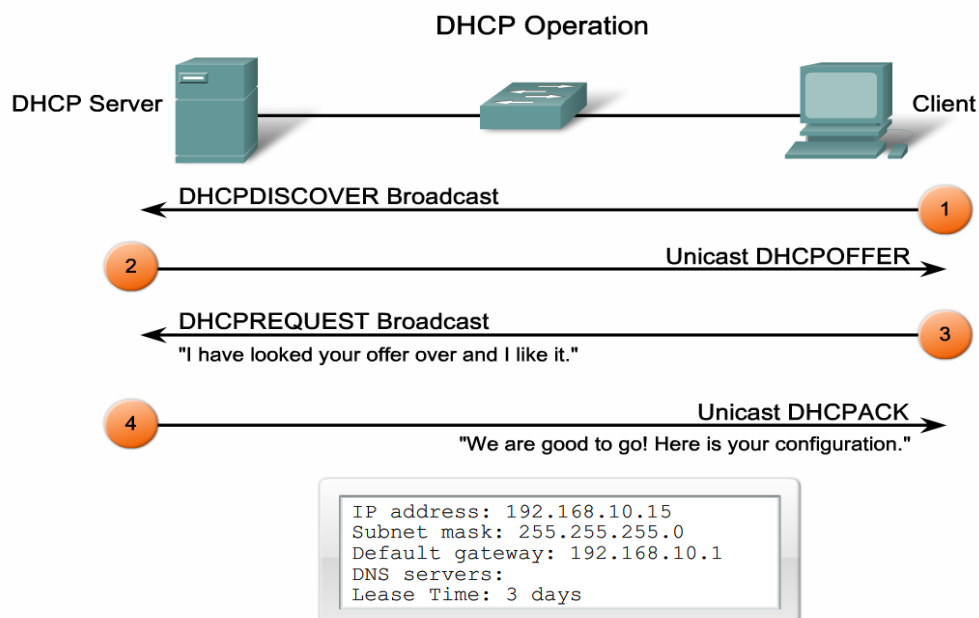 DHCP Operation
DHCP Server
Client
DHCPDISCOVER Broadcast
1
2
Unicast DHCPOFFER
DHCPREQUEST Broadcast
3
"I have looked your offer over and I like it."
4
Unicast DHCPACK
"We are good to go! Here is your configuration."
IP address: 192.168.10.15
Subnet mask: 255.255.255.0
Default gateway: 192.168.10.1
DNS servers:
Lease Time: 3 days